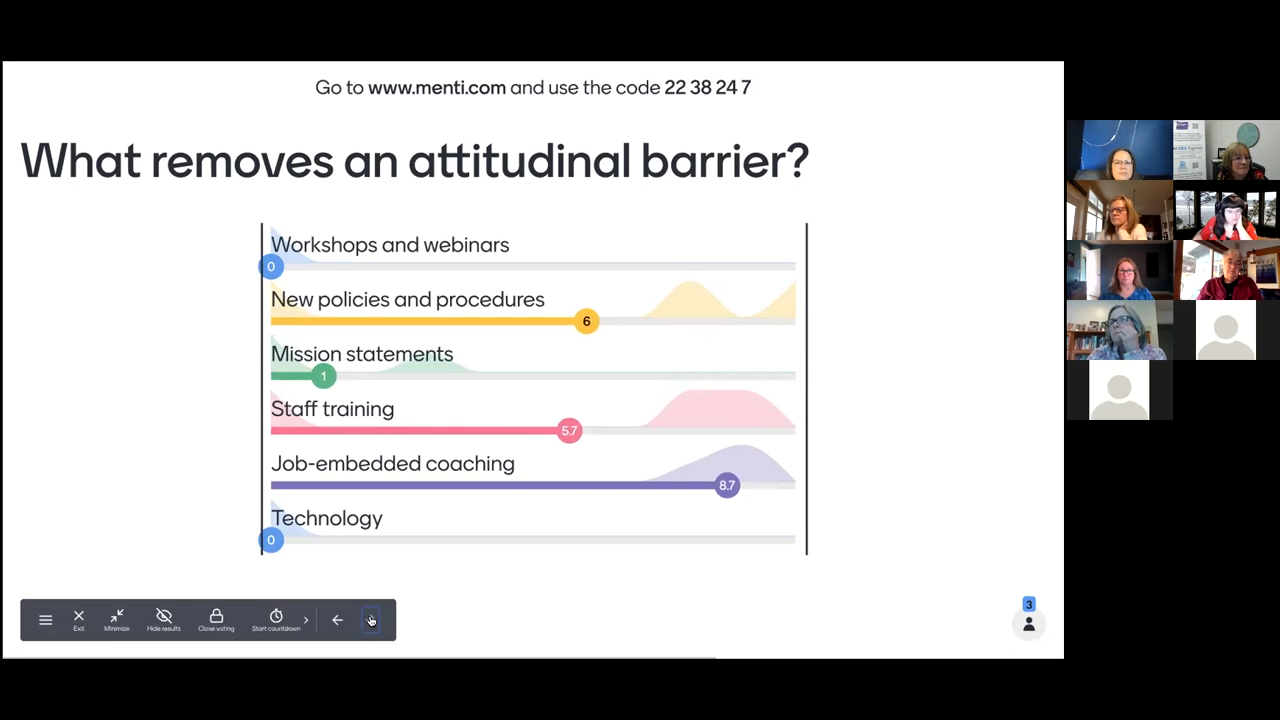 Go to www.menti.com and use the code 22 38 24 7
What removes an attitudinal barrier?
Workshops and webinars
0
New policies and procedures
6
Mission statements
1
Staff training
5.7
Job-embedded coaching
8.7
Technology
0
Exit
Minimize
Hide results
Close voting
Start countdown
3